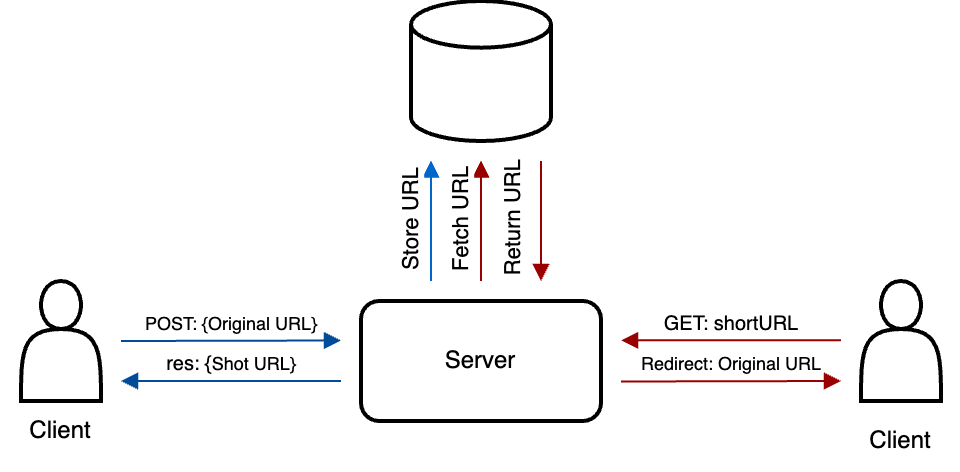 Store URL
Fetch URL
Return URL
POST: {Original URL}
res: {Shot URL}
Server
GET: shortURL
Redirect: Original URL
Client
Client